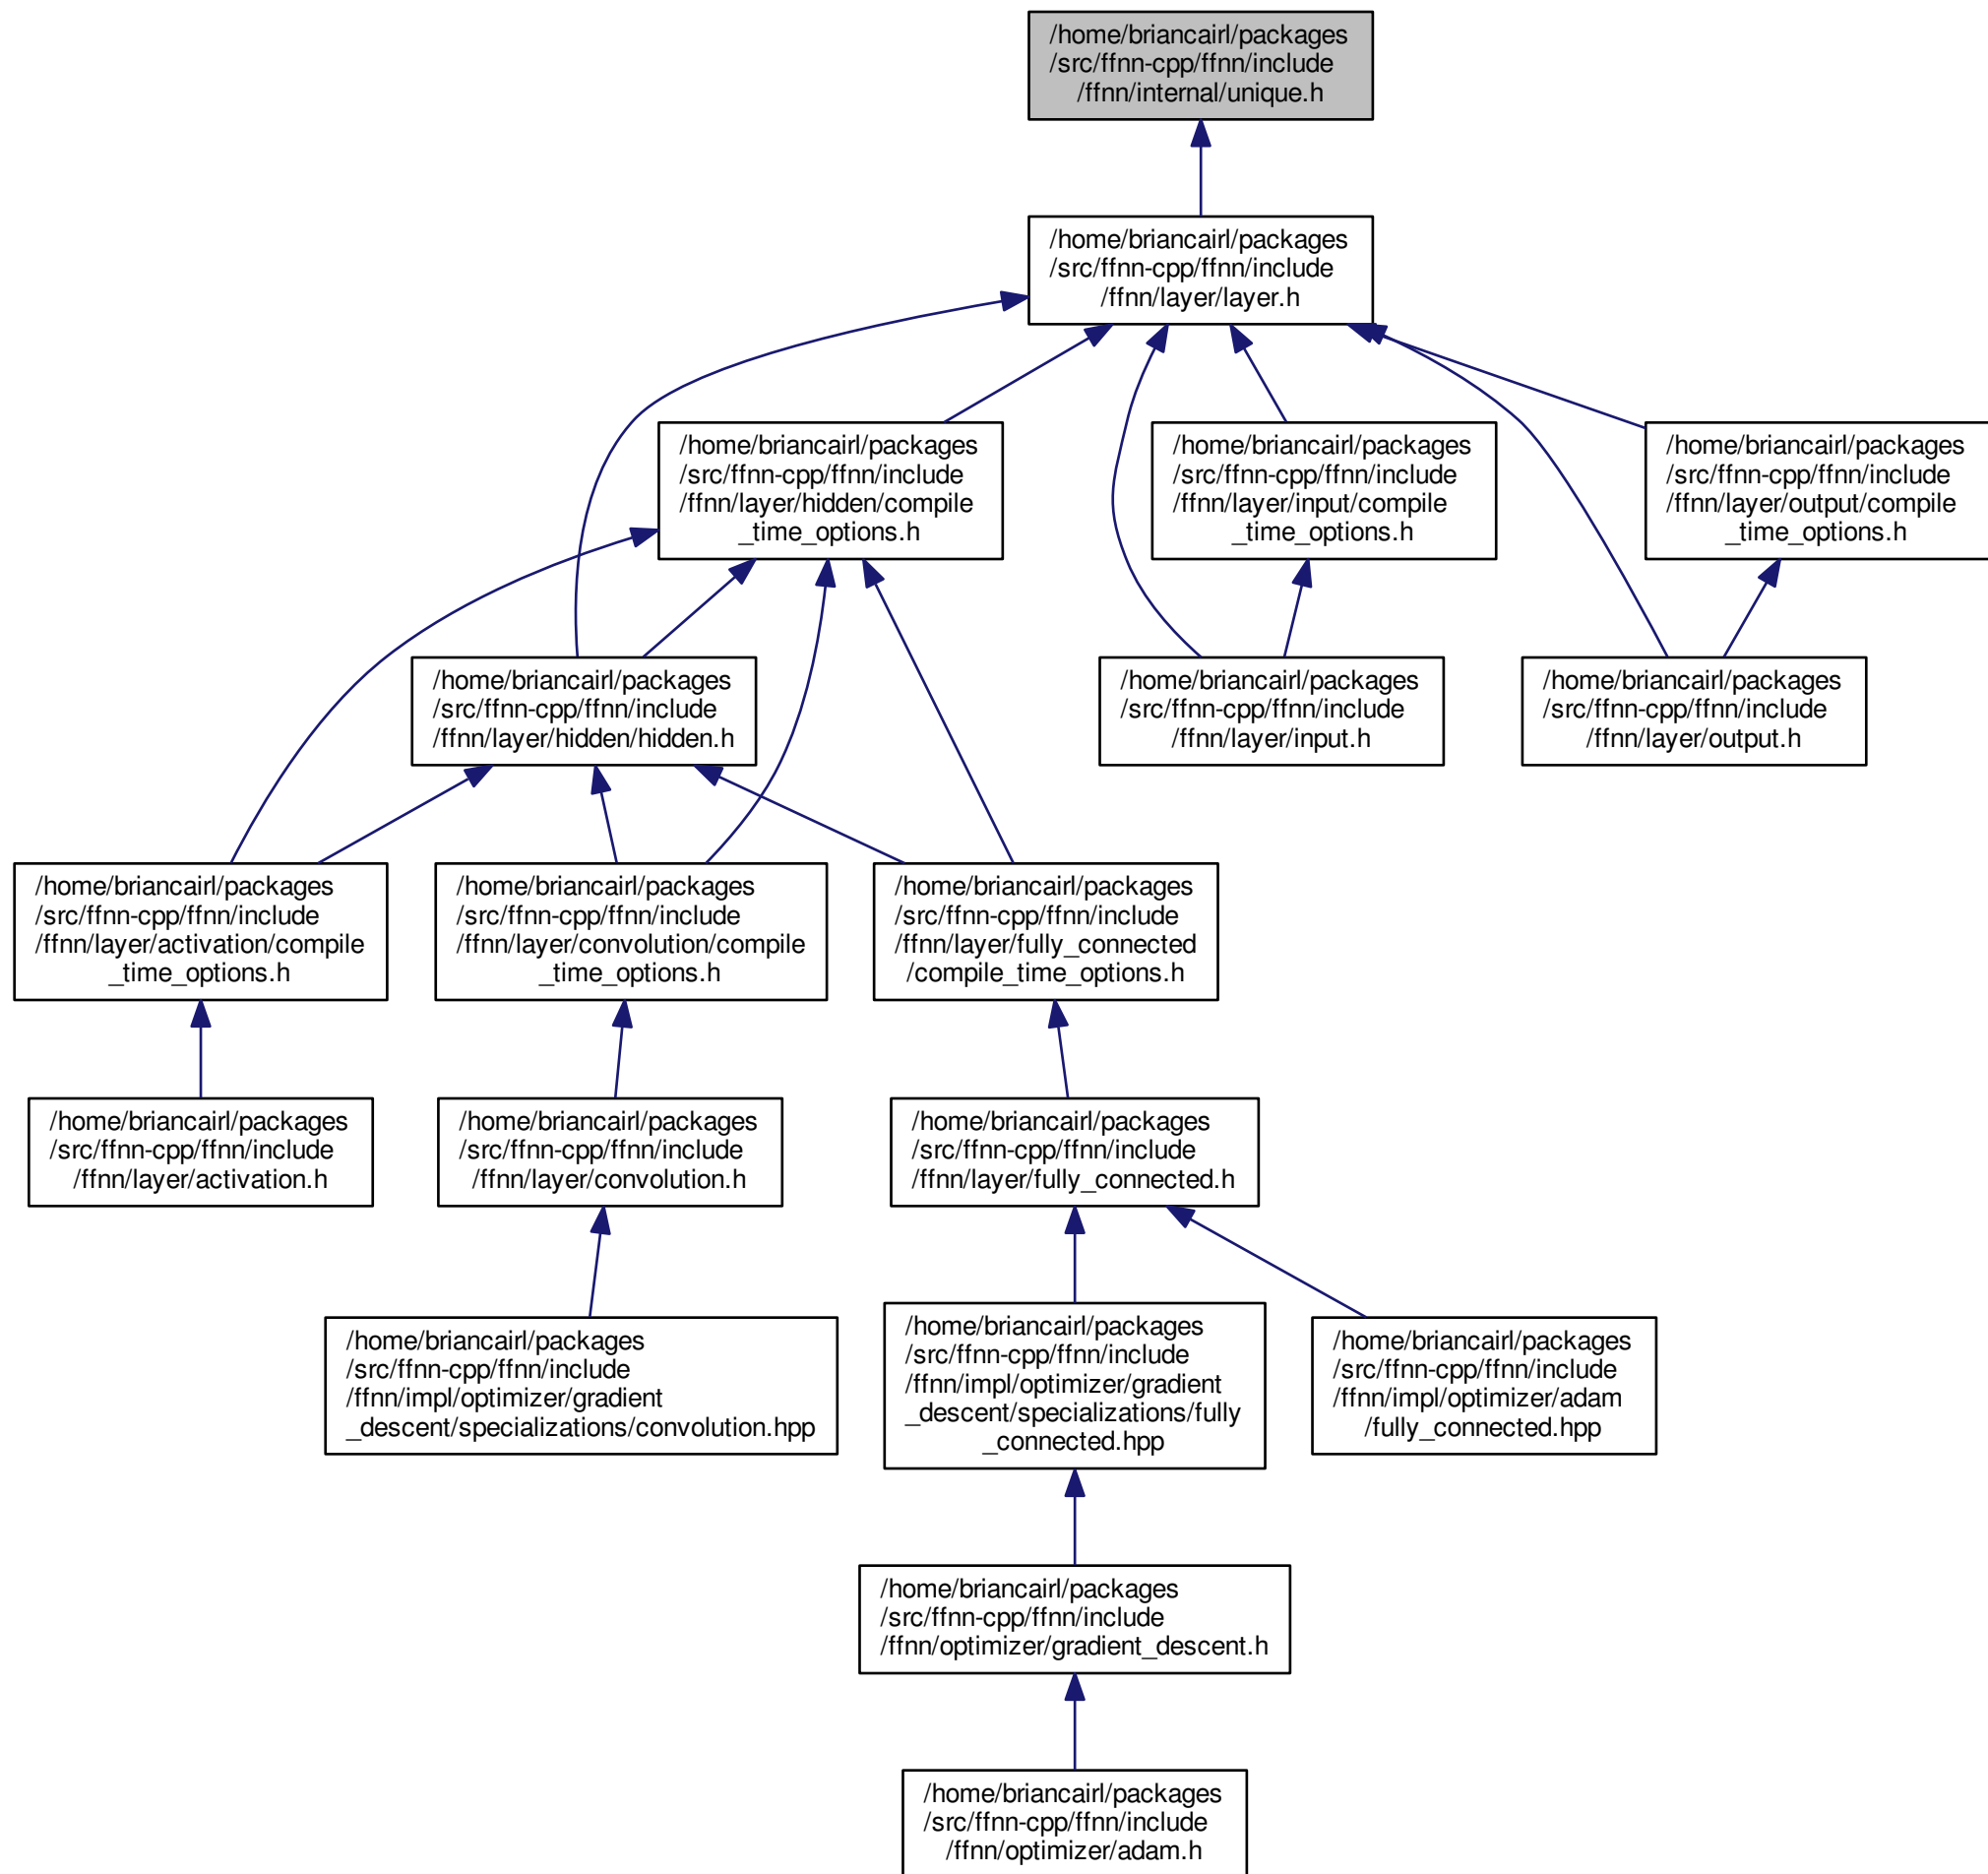 /home/briancairl/packages
/src/ffnn-cpp/ffnn/include
/ffnn/internal/unique.h
/home/briancairl/packages
/src/ffnn-cpp/ffnn/include
/ffnn/layer/layer.h
/home/briancairl/packages
/src/ffnn-cpp/ffnn/include
/ffnn/layer/hidden/compile
_time_options.h
/home/briancairl/packages
/src/ffnn-cpp/ffnn/include
/ffnn/layer/input/compile
_time_options.h
/home/briancairl/packages
/src/ffnn-cpp/ffnn/include
/ffnn/layer/output/compile
_time_options.h
/home/briancairl/packages
/src/ffnn-cpp/ffnn/include
/ffnn/layer/hidden/hidden.h
/home/briancairl/packages
/src/ffnn-cpp/ffnn/include
/ffnn/layer/input.h
/home/briancairl/packages
/src/ffnn-cpp/ffnn/include
/ffnn/layer/output.h
/home/briancairl/packages
/src/ffnn-cpp/ffnn/include
/ffnn/layer/activation/compile
_time_options.h
/home/briancairl/packages
/src/ffnn-cpp/ffnn/include
/ffnn/layer/convolution/compile
_time_options.h
/home/briancairl/packages
/src/ffnn-cpp/ffnn/include
/ffnn/layer/fully_connected
/compile_time_options.h
/home/briancairl/packages
/src/ffnn-cpp/ffnn/include
/ffnn/layer/activation.h
/home/briancairl/packages
/src/ffnn-cpp/ffnn/include
/ffnn/layer/convolution.h
/home/briancairl/packages
/src/ffnn-cpp/ffnn/include
/ffnn/layer/fully_connected.h
/home/briancairl/packages
/src/ffnn-cpp/ffnn/include
/ffnn/impl/optimizer/gradient
_descent/specializations/convolution.hpp
/home/briancairl/packages
/src/ffnn-cpp/ffnn/include
/ffnn/impl/optimizer/gradient
_descent/specializations/fully
_connected.hpp
/home/briancairl/packages
/src/ffnn-cpp/ffnn/include
/ffnn/impl/optimizer/adam
/fully_connected.hpp
/home/briancairl/packages
/src/ffnn-cpp/ffnn/include
/ffnn/optimizer/gradient_descent.h
/home/briancairl/packages
/src/ffnn-cpp/ffnn/include
/ffnn/optimizer/adam.h